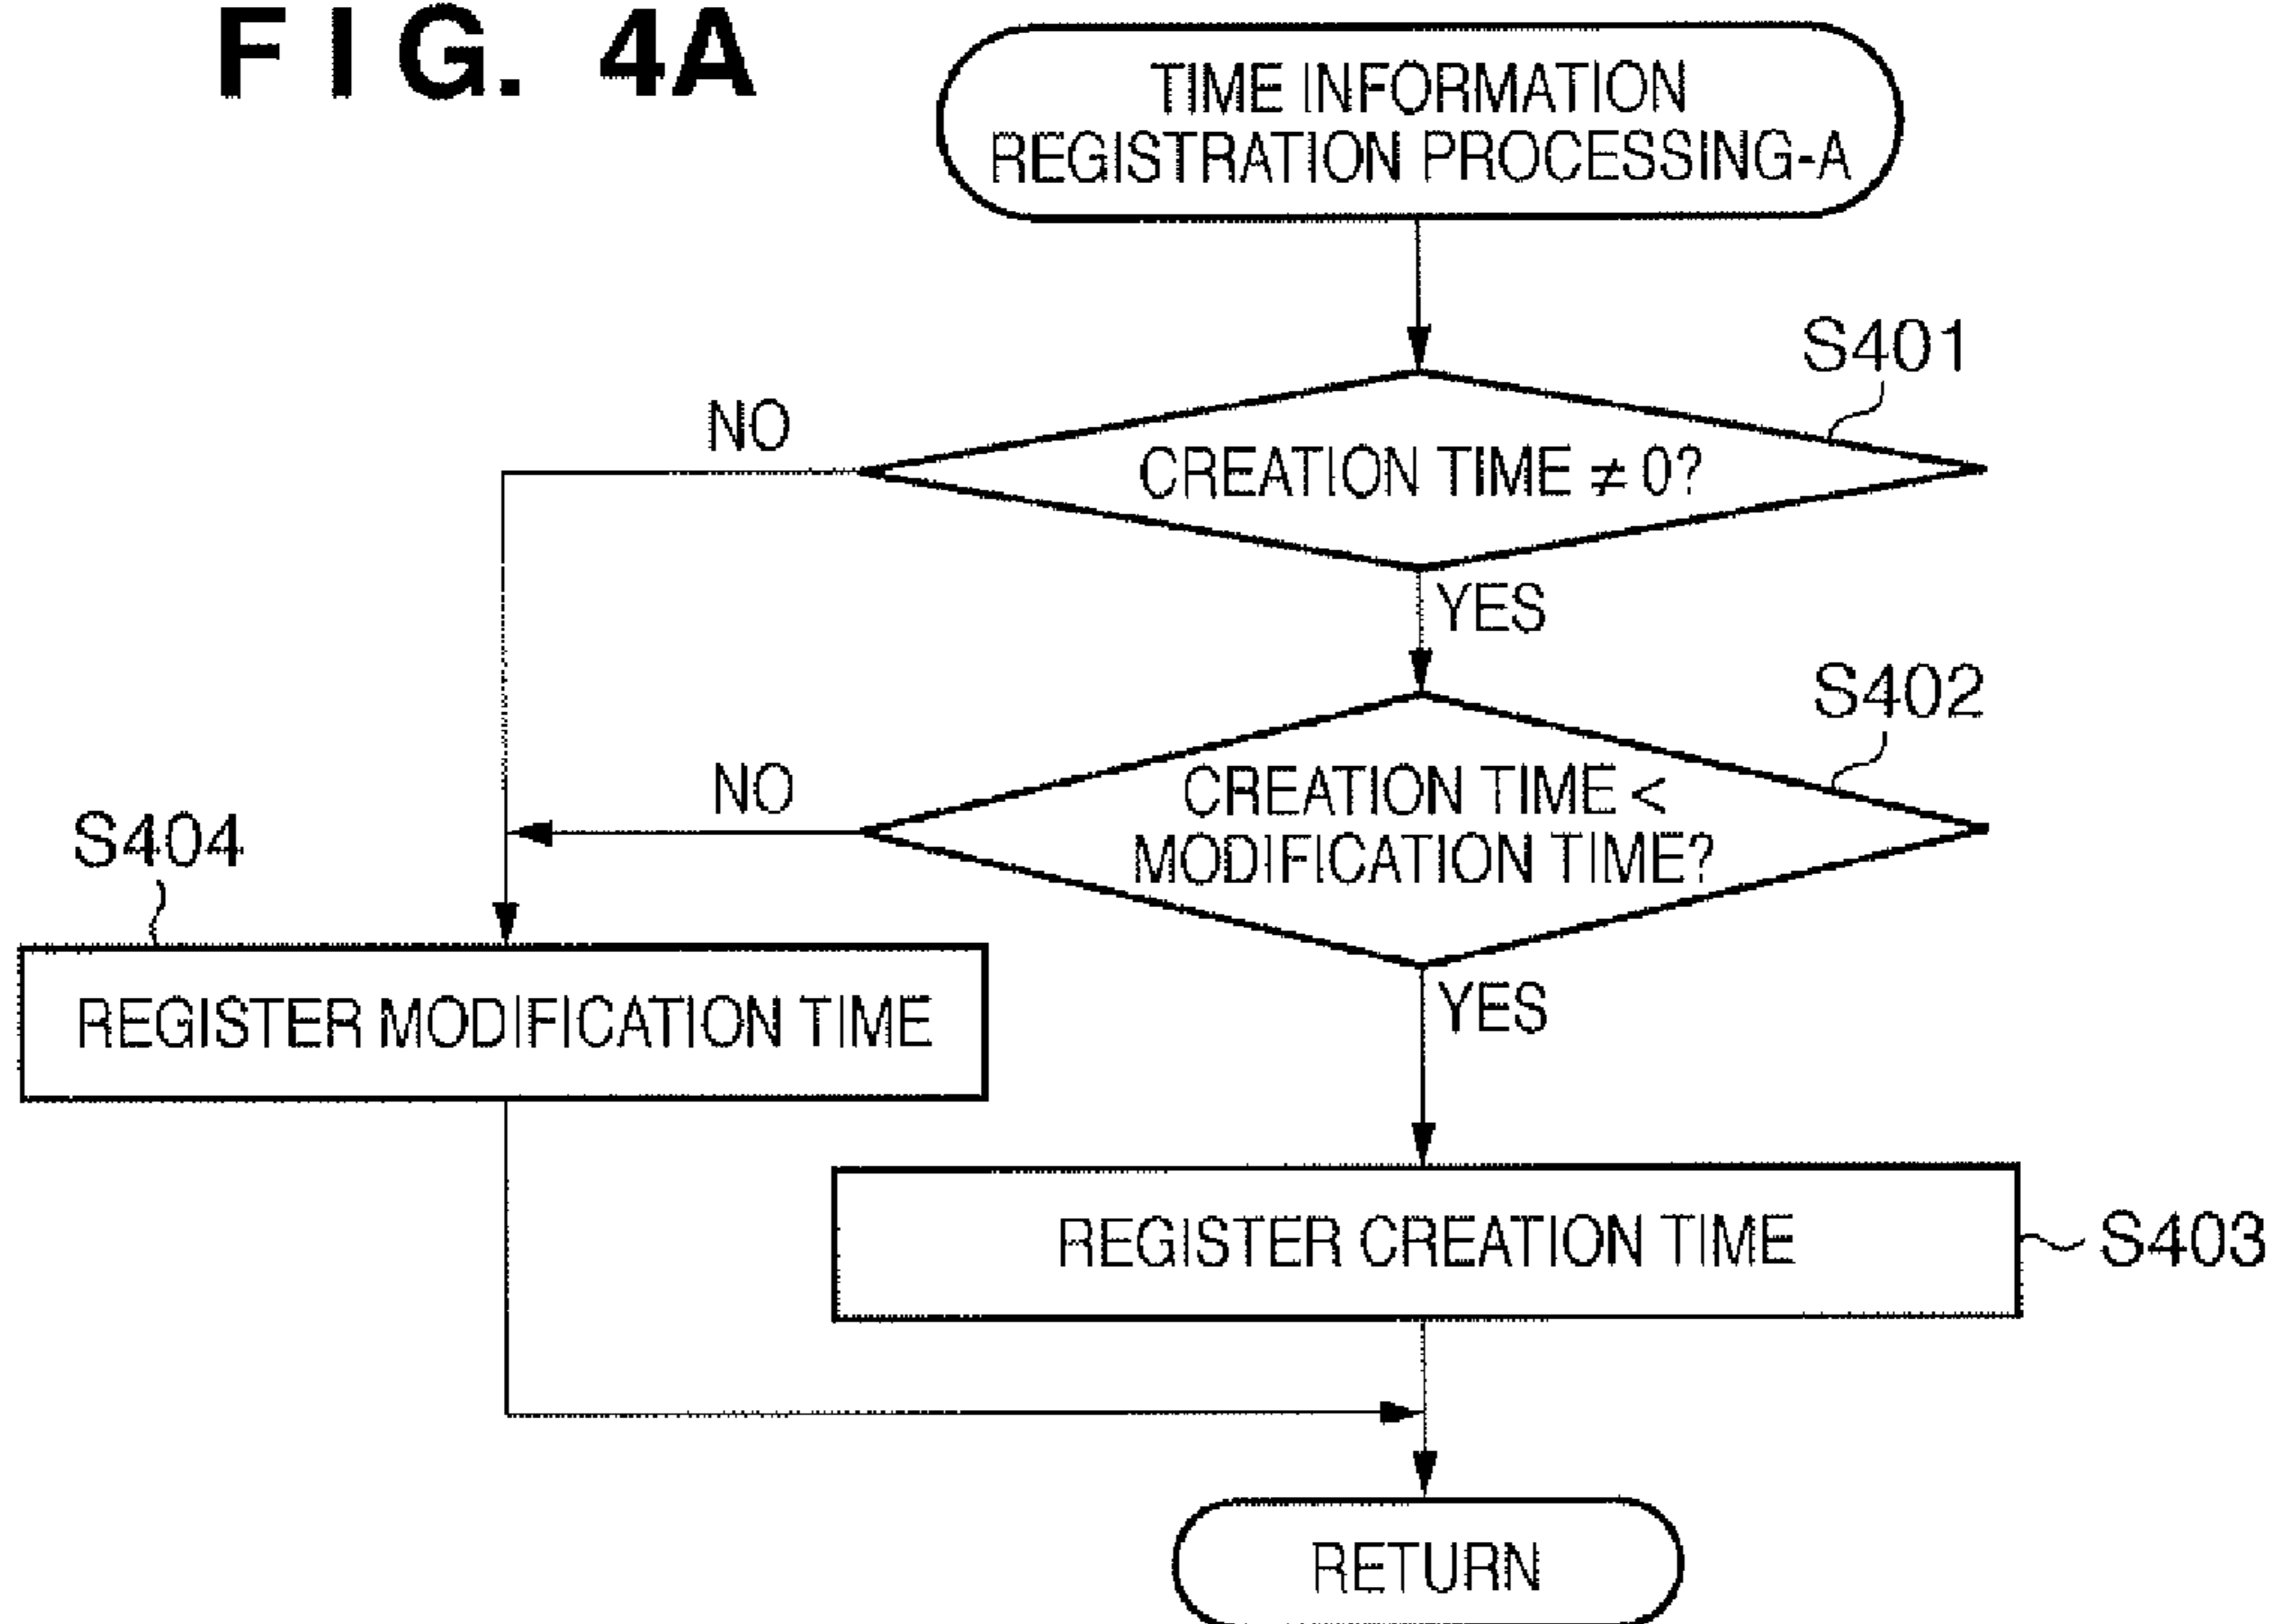 FIG. 4A
TIME INFORMATION
REGISTRATION PROCESSING-A
S401
NO
CREATION TIME ≠ 0?
YES
S402
NO
CREATION TIME <
MODIFICATION TIME?
S404
YES
REGISTER MODIFICATION TIME
REGISTER CREATION TIME
S403
RETURN